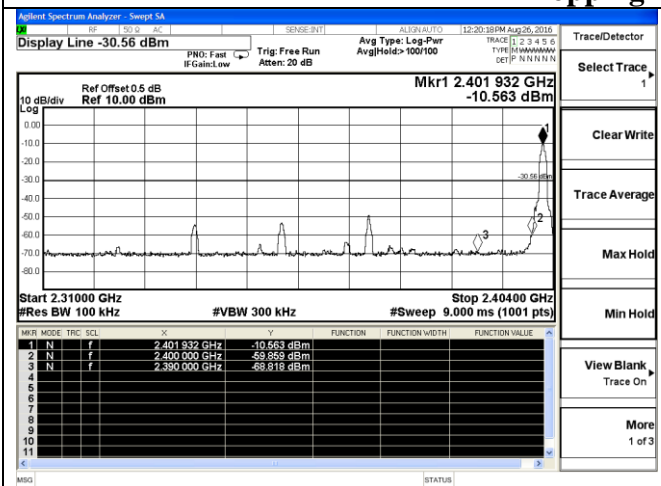 opping
Agilent Spectrum Analyzer - Swept SA
RF 50 Ω AC SENSE:INT ALIGN AUTO 12:20:18 PM Aug 26, 2016
Display Line -30.56 dBm
PNO: Fast
IFGain:Low
Trig: Free Run
Atten: 20 dB
Avg Type: Log-Pwr
Avg|Hold:> 100/100
TRACE 1 2 3 4 5 6
TYPE M
DET P N N N N N
Trace/Detector
Select Trace
1
Clear Write
Trace Average
Max Hold
Min Hold
View Blank
Trace On
More
1 of 3
Mkr1 2.401 932 GHz
-10.563 dBm
Ref Offset 0.5 dB
10 dB/div Ref 10.00 dBm
Log
0.00
-10.0
-20.0
-30.0
-40.0
-50.0
-60.0
-70.0
-80.0
1
-30.56 dBm
2
3
Start 2.31000 GHz Stop 2.40400 GHz
#Res BW 100 kHz #VBW 300 kHz #Sweep 9.000 ms (1001 pts)
MKR MODE TRC SCL X Y FUNCTION FUNCTION WIDTH FUNCTION VALUE
1 N f 2.401 932 GHz -10.563 dBm
2 N f 2.400 000 GHz -59.859 dBm
3 N f 2.390 000 GHz -68.818 dBm
4
5
6
7
8
9
10
11
MSG STATUS